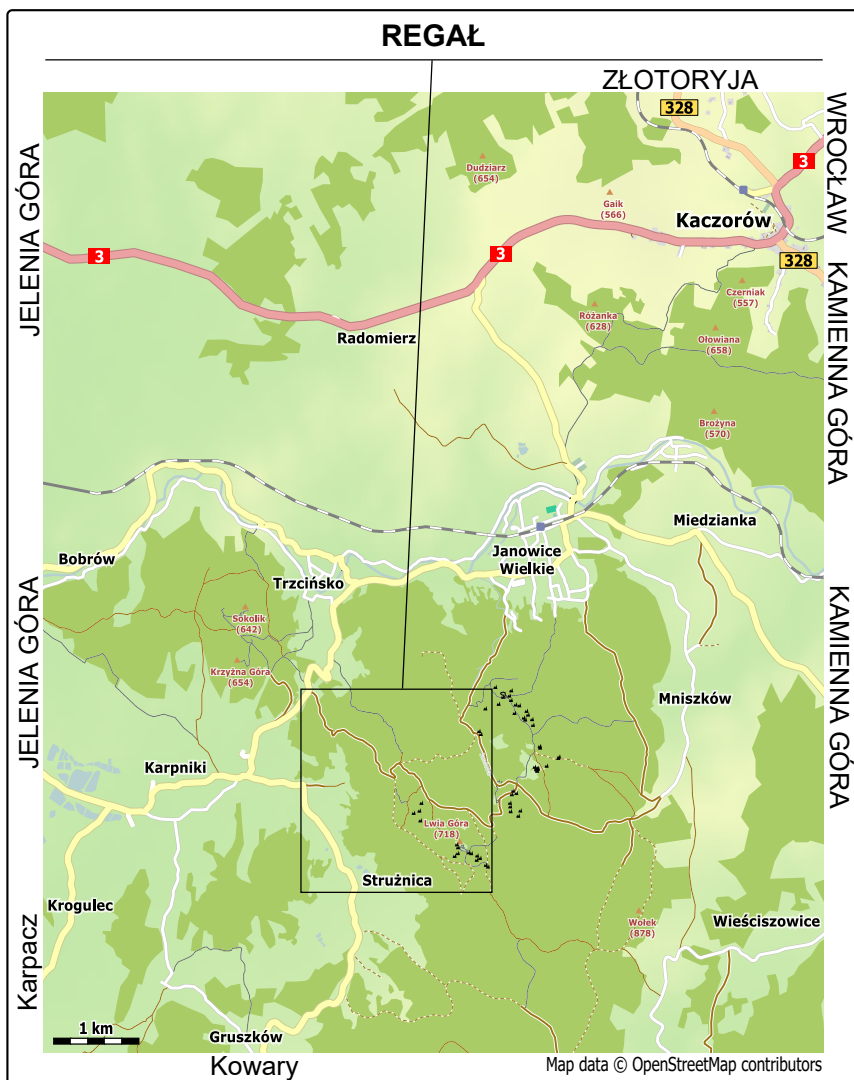 REGAŁ
ZŁOTORYJA
328
WROCŁAW
3
Dudziarz
(654)
Gaik
(566)
Kaczorów
JELENIA GÓRA
3
3
328
KAMIENNA GÓRA
Czerniak
(557)
Różanka
(628)
Ołowiana
(658)
Radomierz
Brożyna
(570)
Miedzianka
Janowice
Wielkie
Bobrów
Trzcińsko
JELENIA GÓRA
KAMIENNA GÓRA
Sokolik
(642)
Krzyżna Góra
(654)
Mniszków
Karpniki
Lwia Góra
(718)
Strużnica
Krogulec
Karpacz
Wołek
(878)
Wieściszowice
1 km
Gruszków
Kowary
Map data © OpenStreetMap contributors